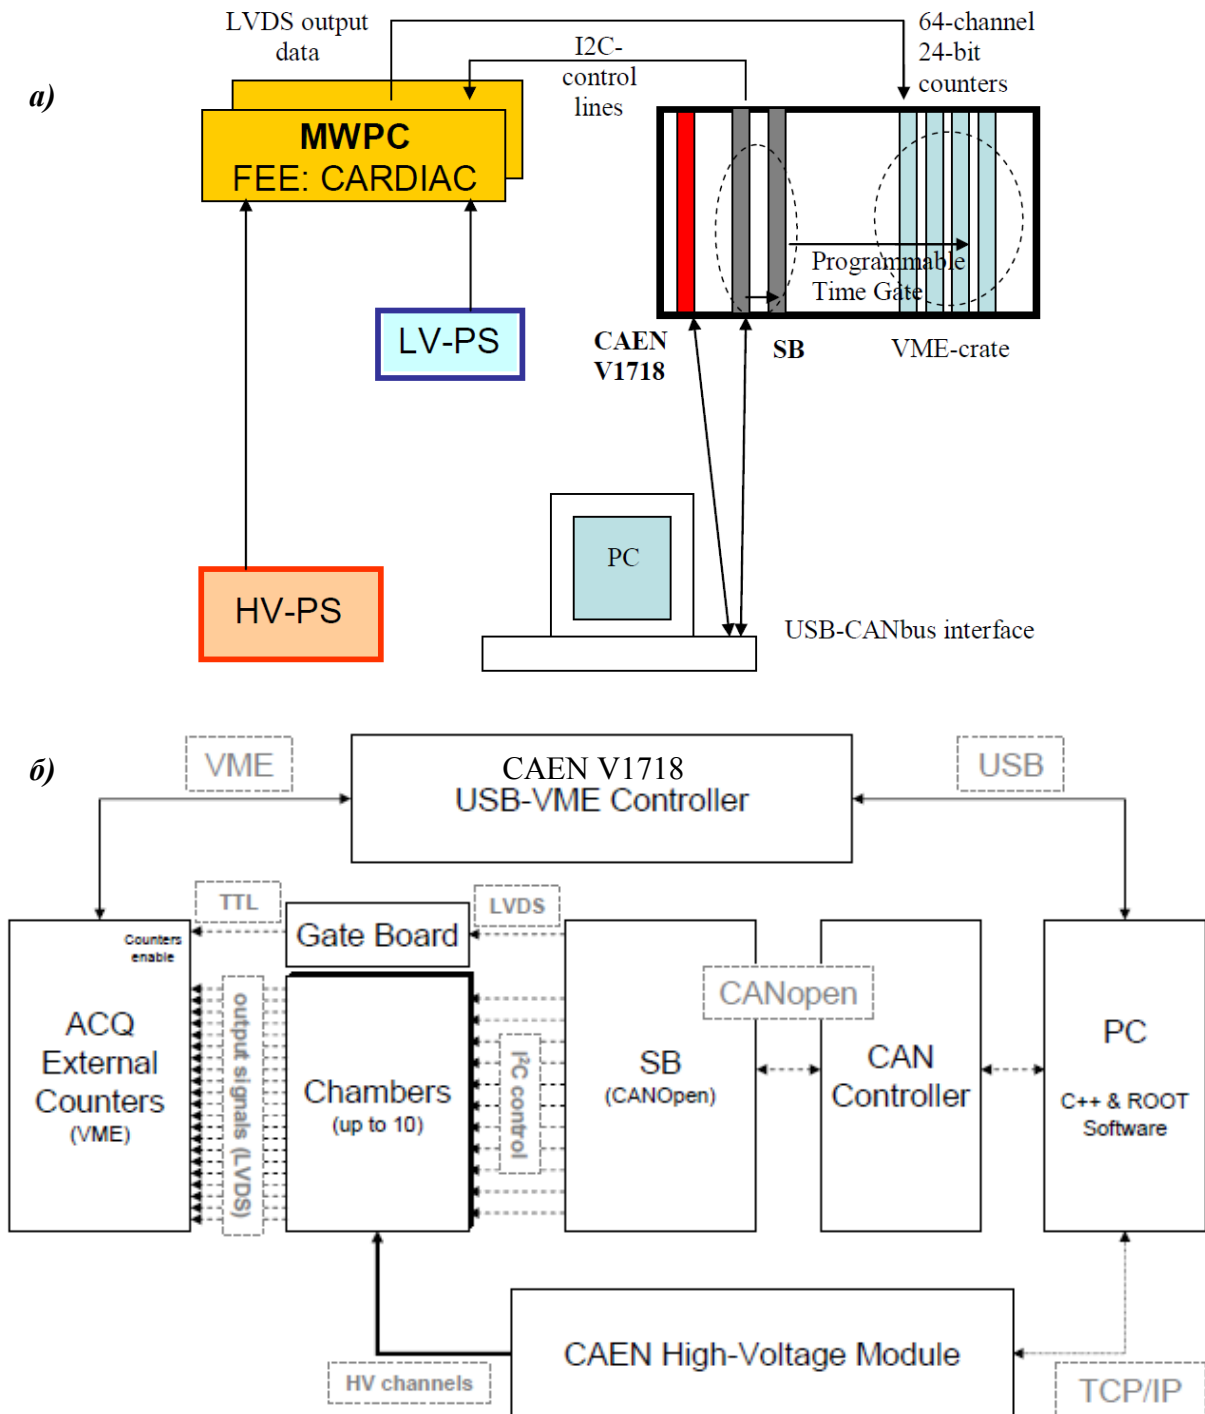 а)
LVDS output
data
I2C-
control
lines
64-channel
24-bit
counters
MWPC
FEE: CARDIAC
Programmable
Time Gate
LV-PS
CAEN
V1718
SB
VME-crate
PC
HV-PS
USB-CANbus interface
б)
VME
CAEN V1718
USB-VME Controller
USB
TTL
LVDS
Counters
enable
Gate Board
CANopen
ACQ
External
Counters
(VME)
output signals (LVDS)
Chambers
(up to 10)
I²C control
SB
(CANOpen)
CAN
Controller
PC
C++ & ROOT
Software
CAEN High-Voltage Module
HV channels
TCP/IP